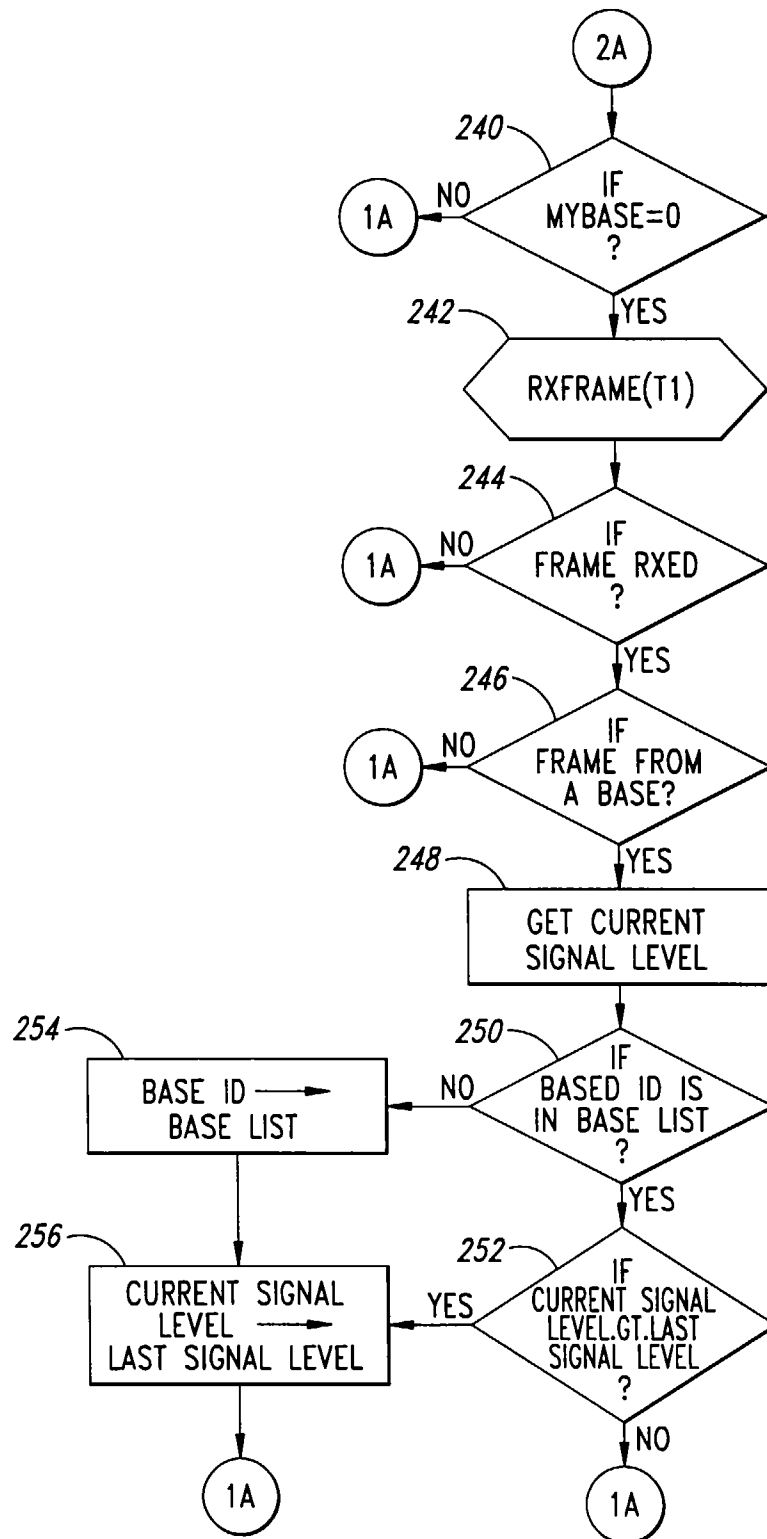 2A
240
IF
MYBASE=0
?
NO
1A
YES
242
RXFRAME(T1)
244
IF
FRAME RXED
?
NO
1A
YES
246
IF
FRAME FROM
A BASE?
NO
1A
YES
248
GET CURRENT
SIGNAL LEVEL
250
IF
BASED ID IS
IN BASE LIST
?
NO
254
BASE ID →
BASE LIST
YES
252
IF
CURRENT SIGNAL
LEVEL.GT.LAST
SIGNAL LEVEL
?
YES
256
CURRENT SIGNAL
LEVEL →
LAST SIGNAL LEVEL
NO
1A
1A